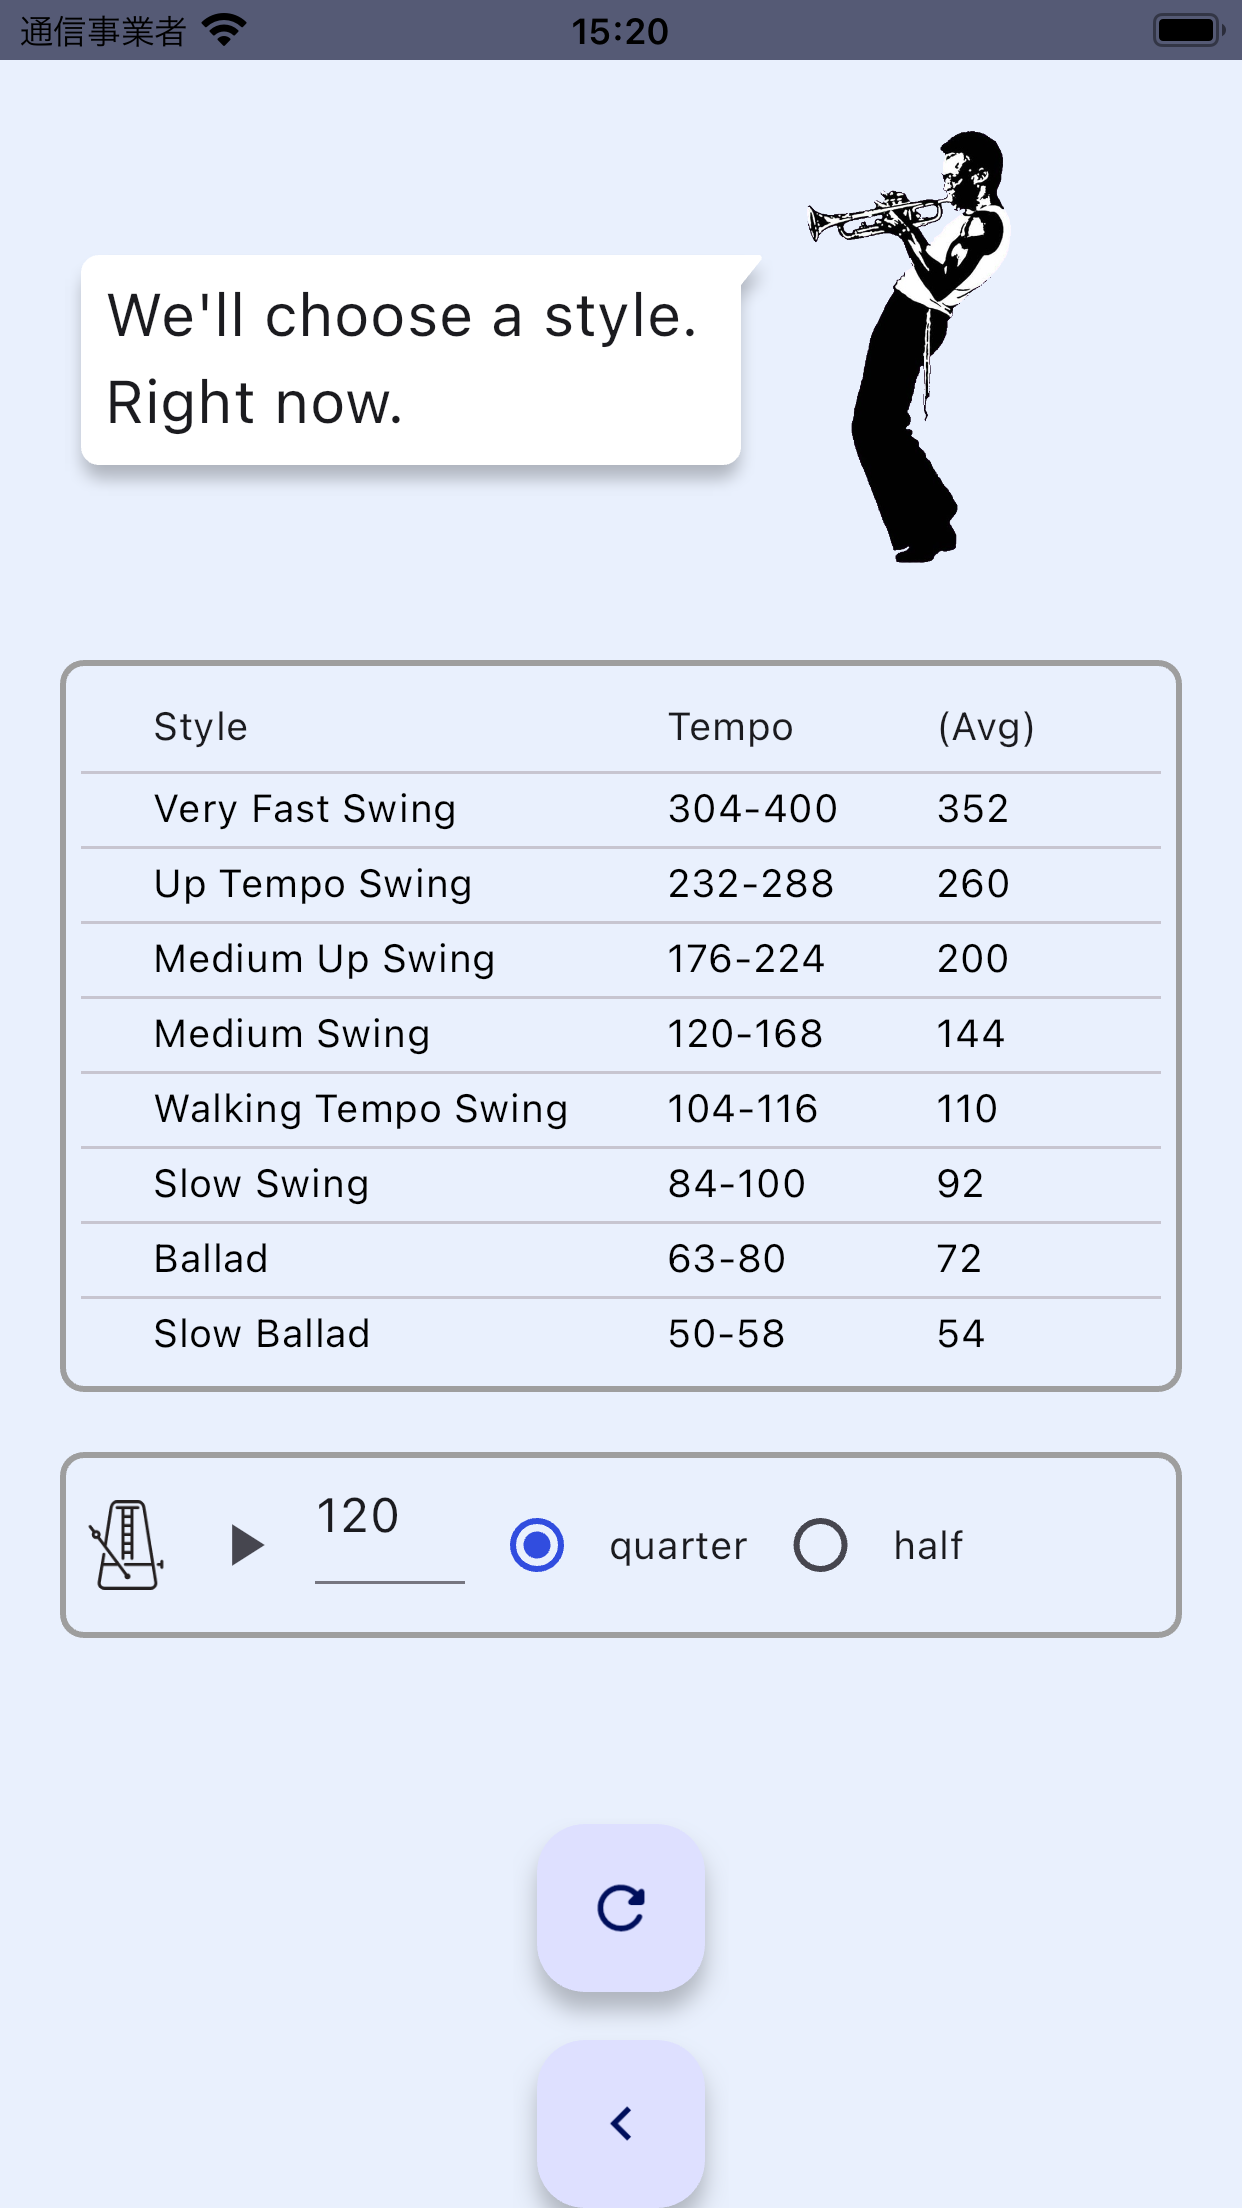 通信事業者 15:20
We'll choose a style.
Right now.
Style Tempo (Avg)
Very Fast Swing 304-400 352
Up Tempo Swing 232-288 260
Medium Up Swing 176-224 200
Medium Swing 120-168 144
Walking Tempo Swing 104-116 110
Slow Swing 84-100 92
Ballad 63-80 72
Slow Ballad 50-58 54
120 quarter half